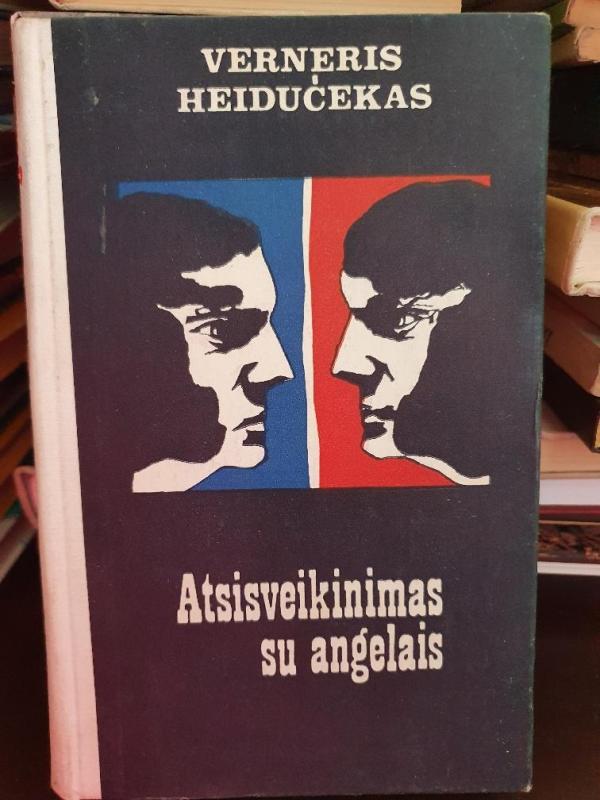 VERNERIS
HEIDUČEKAS
Atsisveikinimas
su angelais